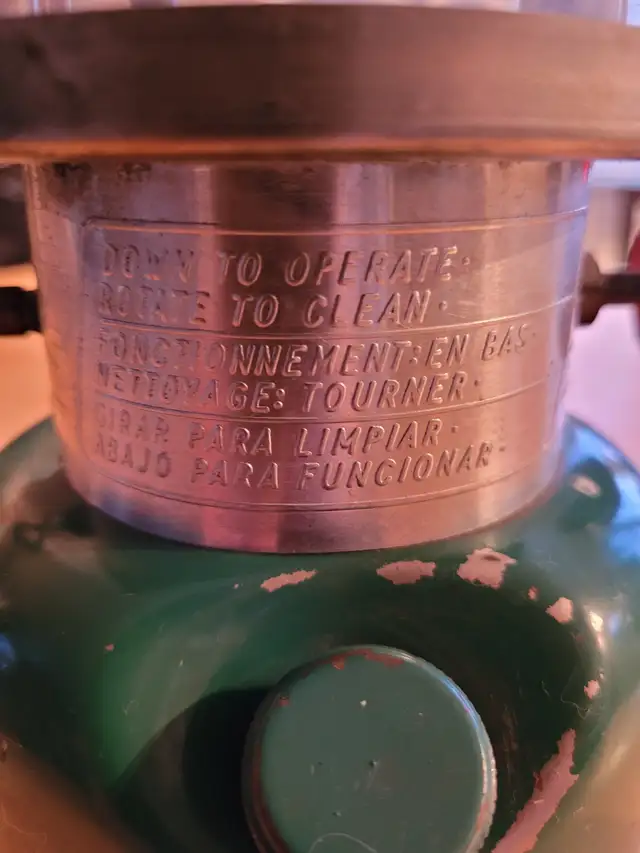 DOWN TO OPERATE·
ROTATE TO CLEAN·
FONCTIONNEMENT: EN BAS·
NETTOYAGE: TOURNER·
GIRAR PARA LIMPIAR·
ABAJO PARA FUNCIONAR·